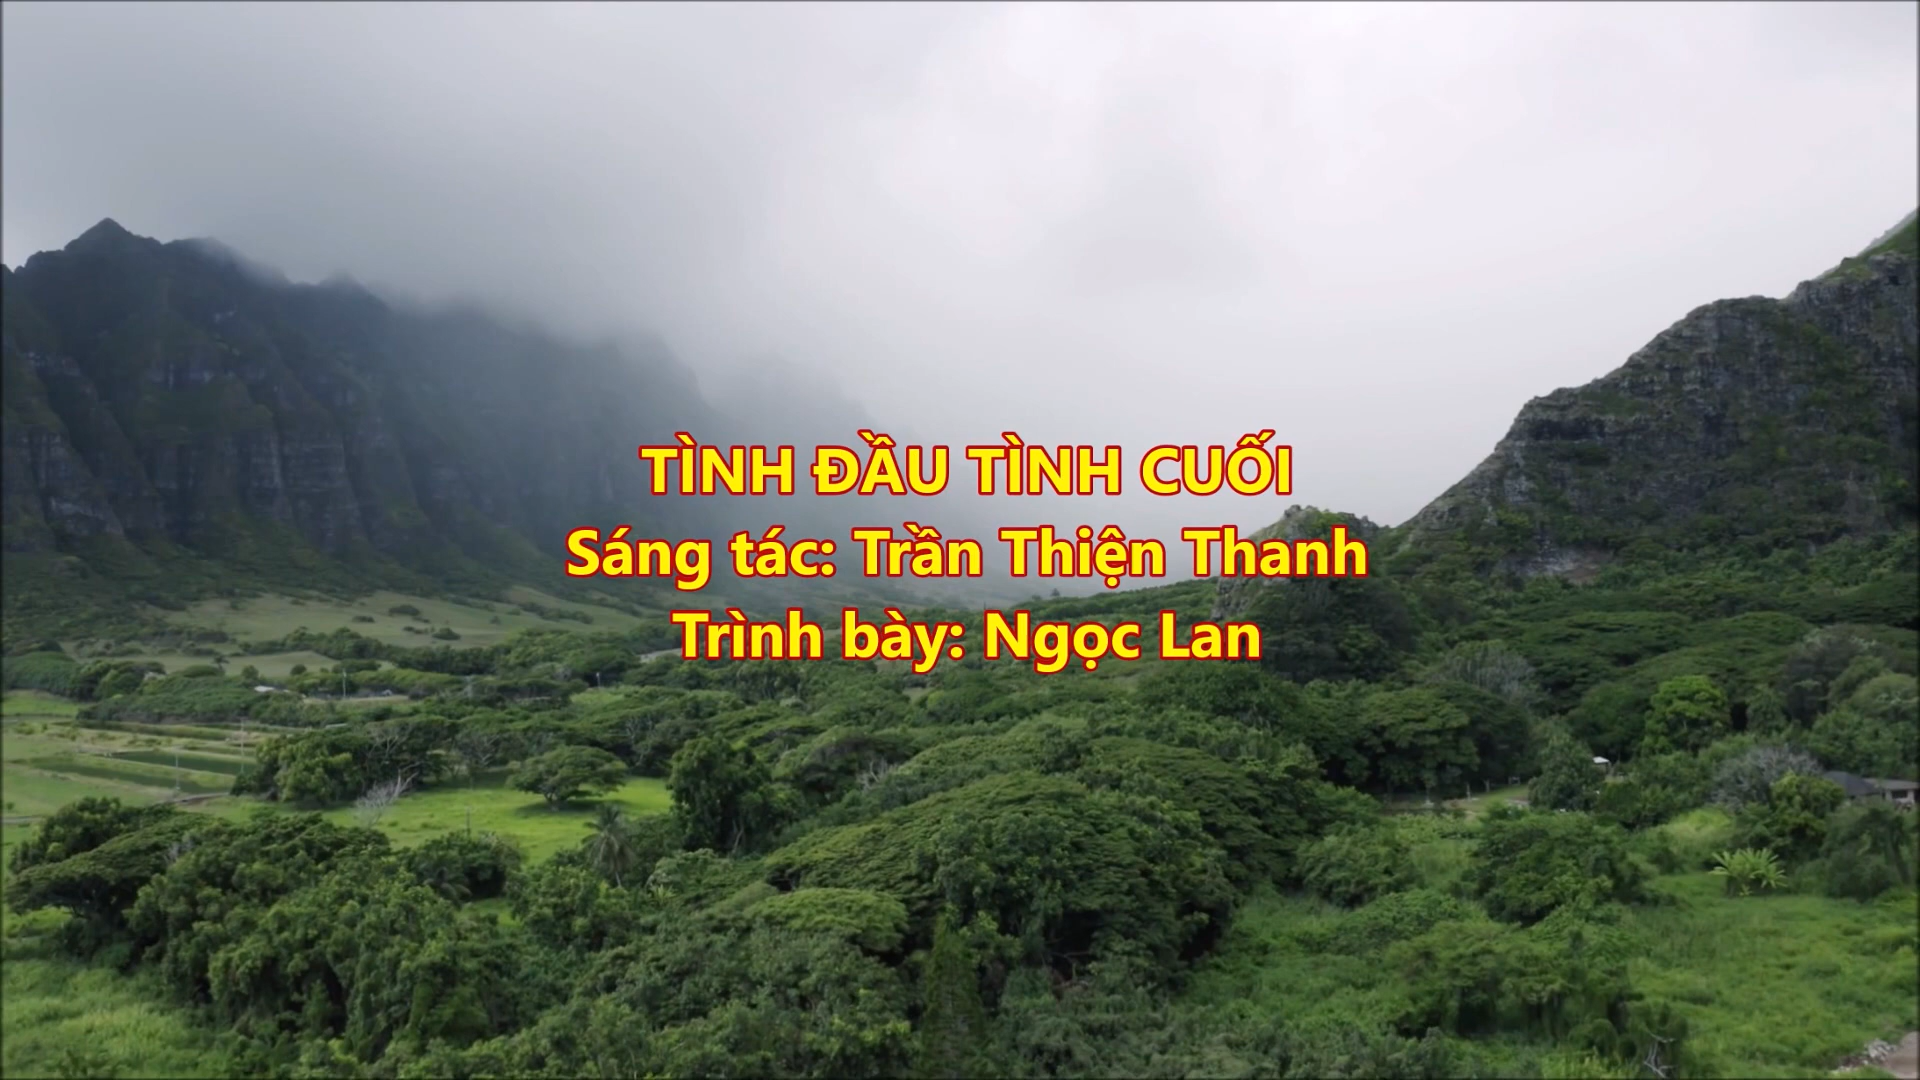 TÌNH ĐẦU TÌNH CUỐI
Sáng tác: Trần Thiện Thanh
Trình bày: Ngọc Lan